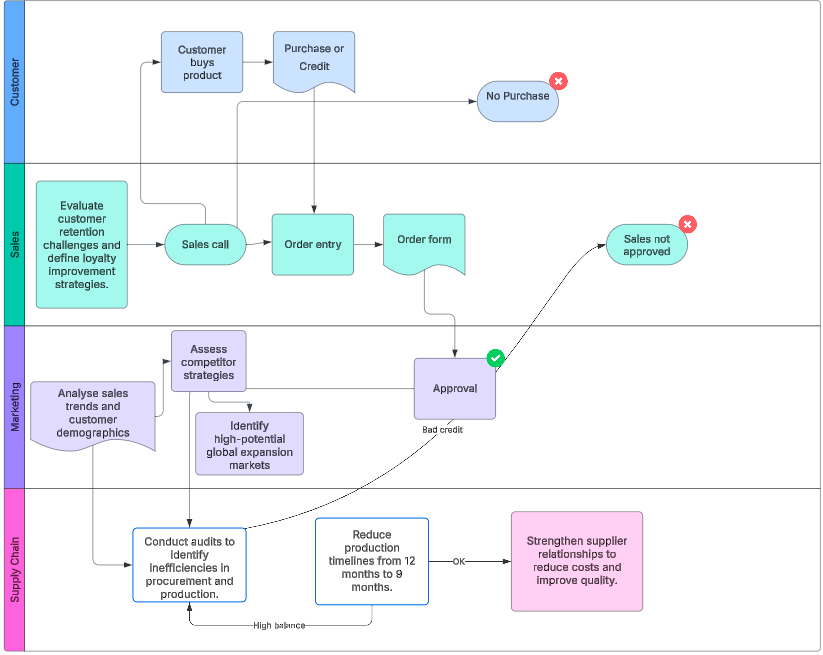 Customer
Customer
buys
product
Purchase or
Credit
No Purchase
Sales
Evaluate
customer
retention
challenges and
define loyalty
improvement
strategies.
Sales call
Order entry
Order form
Sales not
approved
Marketing
Analyse sales
trends and
customer
demographics
Assess
competitor
strategies
Identify
high-potential
global expansion
markets
Approval
Bad credit
Supply Chain
Conduct audits to
identify
inefficiencies in
procurement and
production.
Reduce
production
timelines from 12
months to 9
months.
OK
Strengthen supplier
relationships to
reduce costs and
improve quality.
High balance